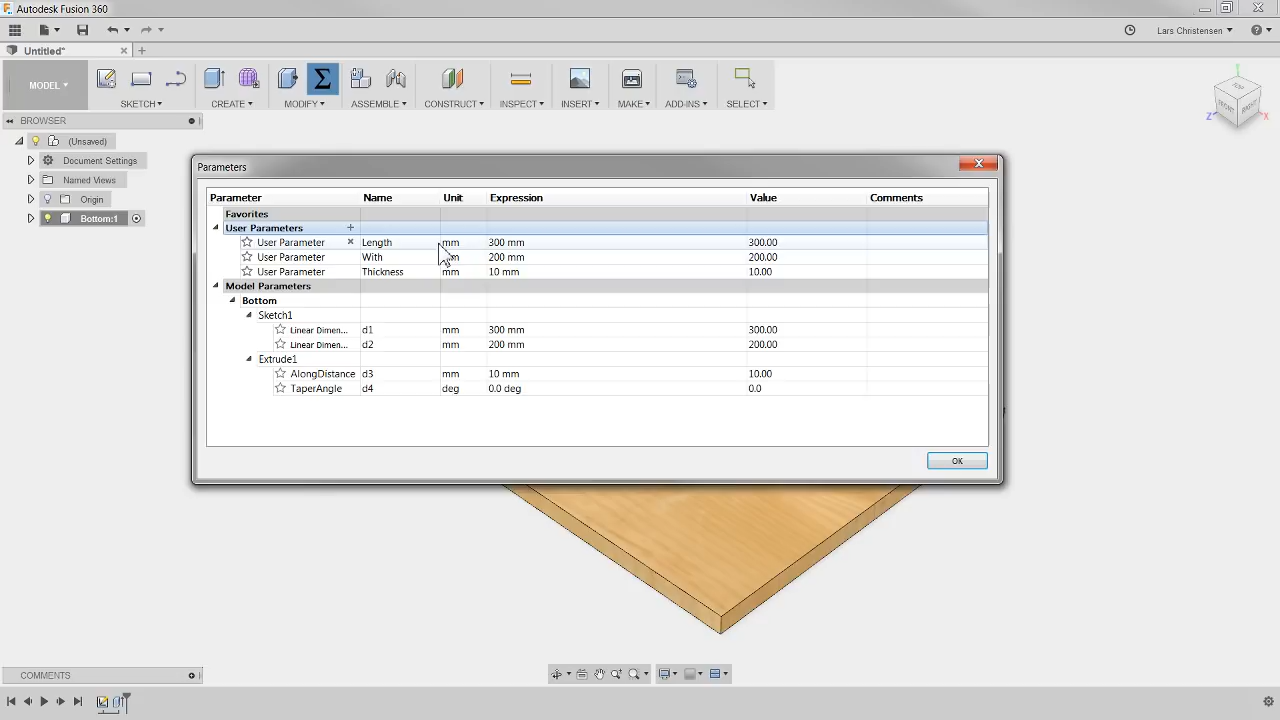 Autodesk Fusion 360
Lars Christensen
Untitled*
MODEL
SKETCH
CREATE
MODIFY
ASSEMBLE
CONSTRUCT
INSPECT
INSERT
MAKE
ADD-INS
SELECT
BROWSER
(Unsaved)
Document Settings
Named Views
Origin
Bottom:1
TOP
FRONT
RIGHT
Y
Z
X
Parameters
Parameter Name Unit Expression Value Comments
Favorites
User Parameters
User Parameter Length mm 300 mm 300.00
User Parameter With mm 200 mm 200.00
User Parameter Thickness mm 10 mm 10.00
Model Parameters
Bottom
Sketch1
Linear Dimen... d1 mm 300 mm 300.00
Linear Dimen... d2 mm 200 mm 200.00
Extrude1
AlongDistance d3 mm 10 mm 10.00
TaperAngle d4 deg 0.0 deg 0.0
OK
COMMENTS